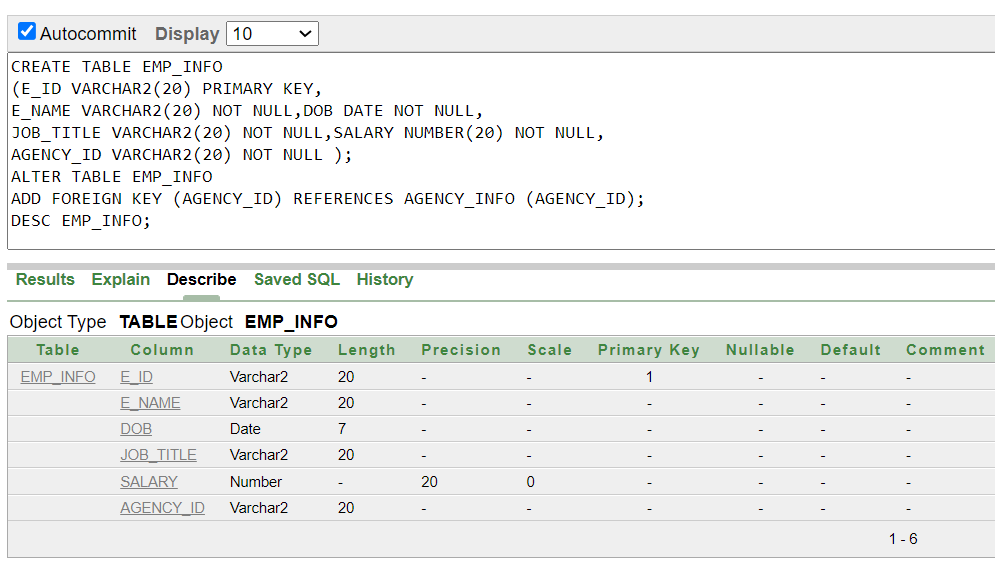 Autocommit Display 10
CREATE TABLE EMP_INFO
(E_ID VARCHAR2(20) PRIMARY KEY,
E_NAME VARCHAR2(20) NOT NULL,DOB DATE NOT NULL,
JOB_TITLE VARCHAR2(20) NOT NULL,SALARY NUMBER(20) NOT NULL,
AGENCY_ID VARCHAR2(20) NOT NULL );
ALTER TABLE EMP_INFO
ADD FOREIGN KEY (AGENCY_ID) REFERENCES AGENCY_INFO (AGENCY_ID);
DESC EMP_INFO;
Results Explain Describe Saved SQL History
Object Type TABLE Object EMP_INFO
Table Column Data Type Length Precision Scale Primary Key Nullable Default Comment
EMP_INFO E_ID Varchar2 20 - - 1 - - -
E_NAME Varchar2 20 - - - - - -
DOB Date 7 - - - - - -
JOB_TITLE Varchar2 20 - - - - - -
SALARY Number - 20 0 - - - -
AGENCY_ID Varchar2 20 - - - - - -
1 - 6